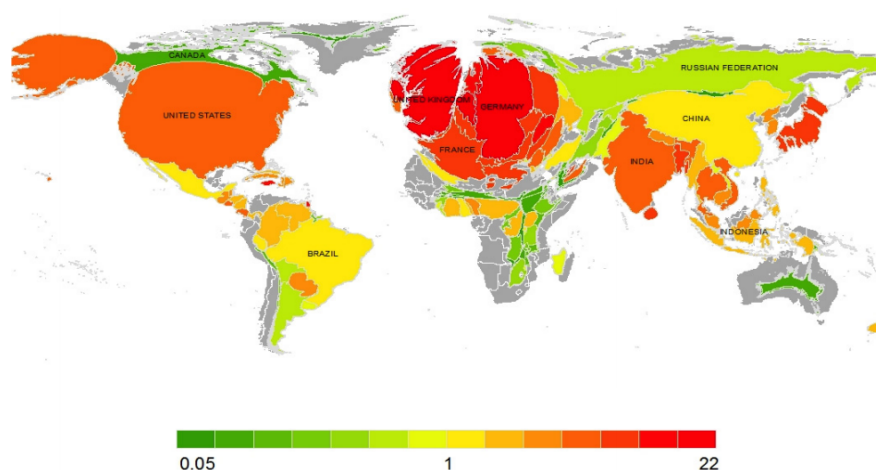 CANADA
RUSSIAN FEDERATION
UNITED KINGDOM
GERMANY
UNITED STATES
CHINA
FRANCE
INDIA
INDONESIA
BRAZIL
0.05 1 22